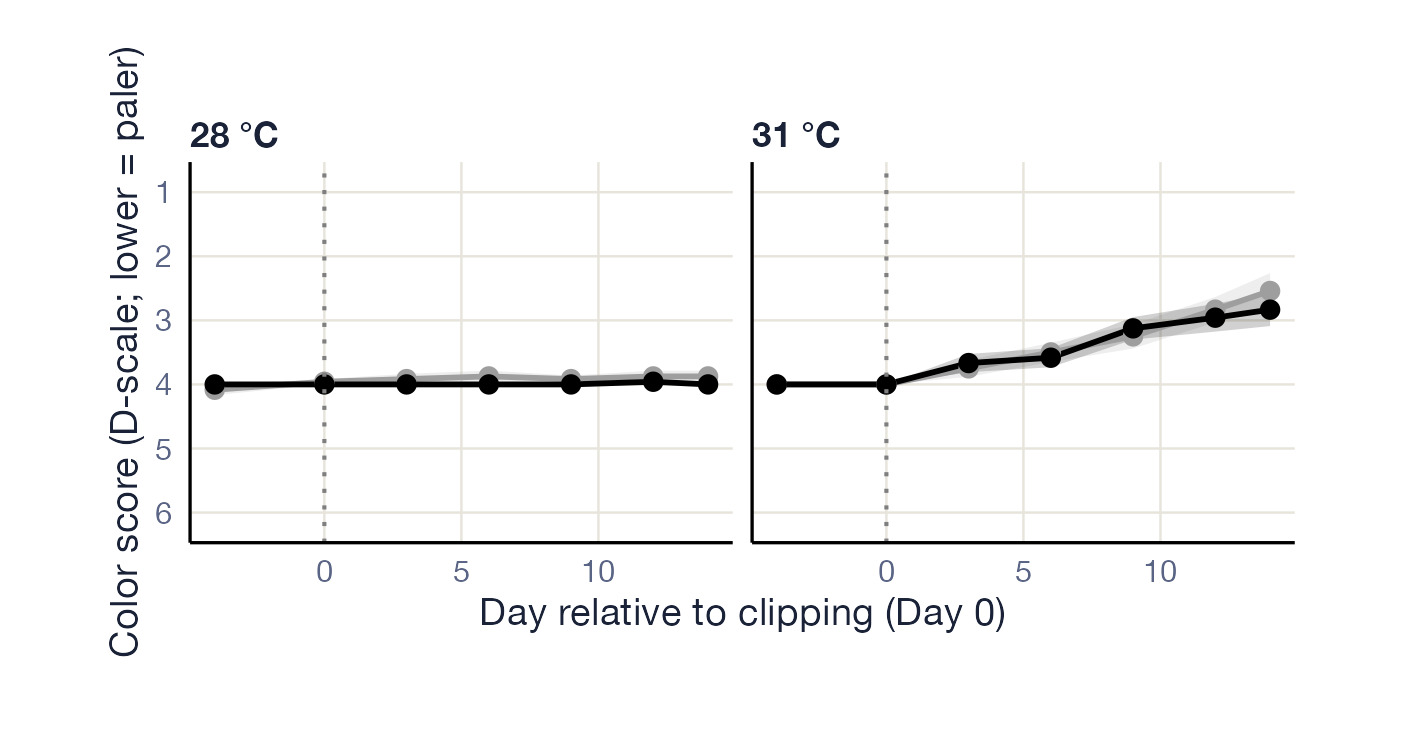 Color score (D-scale; lower = paler)
28 °C
31 °C
1
2
3
4
5
6
0 5 10
0 5 10
Day relative to clipping (Day 0)